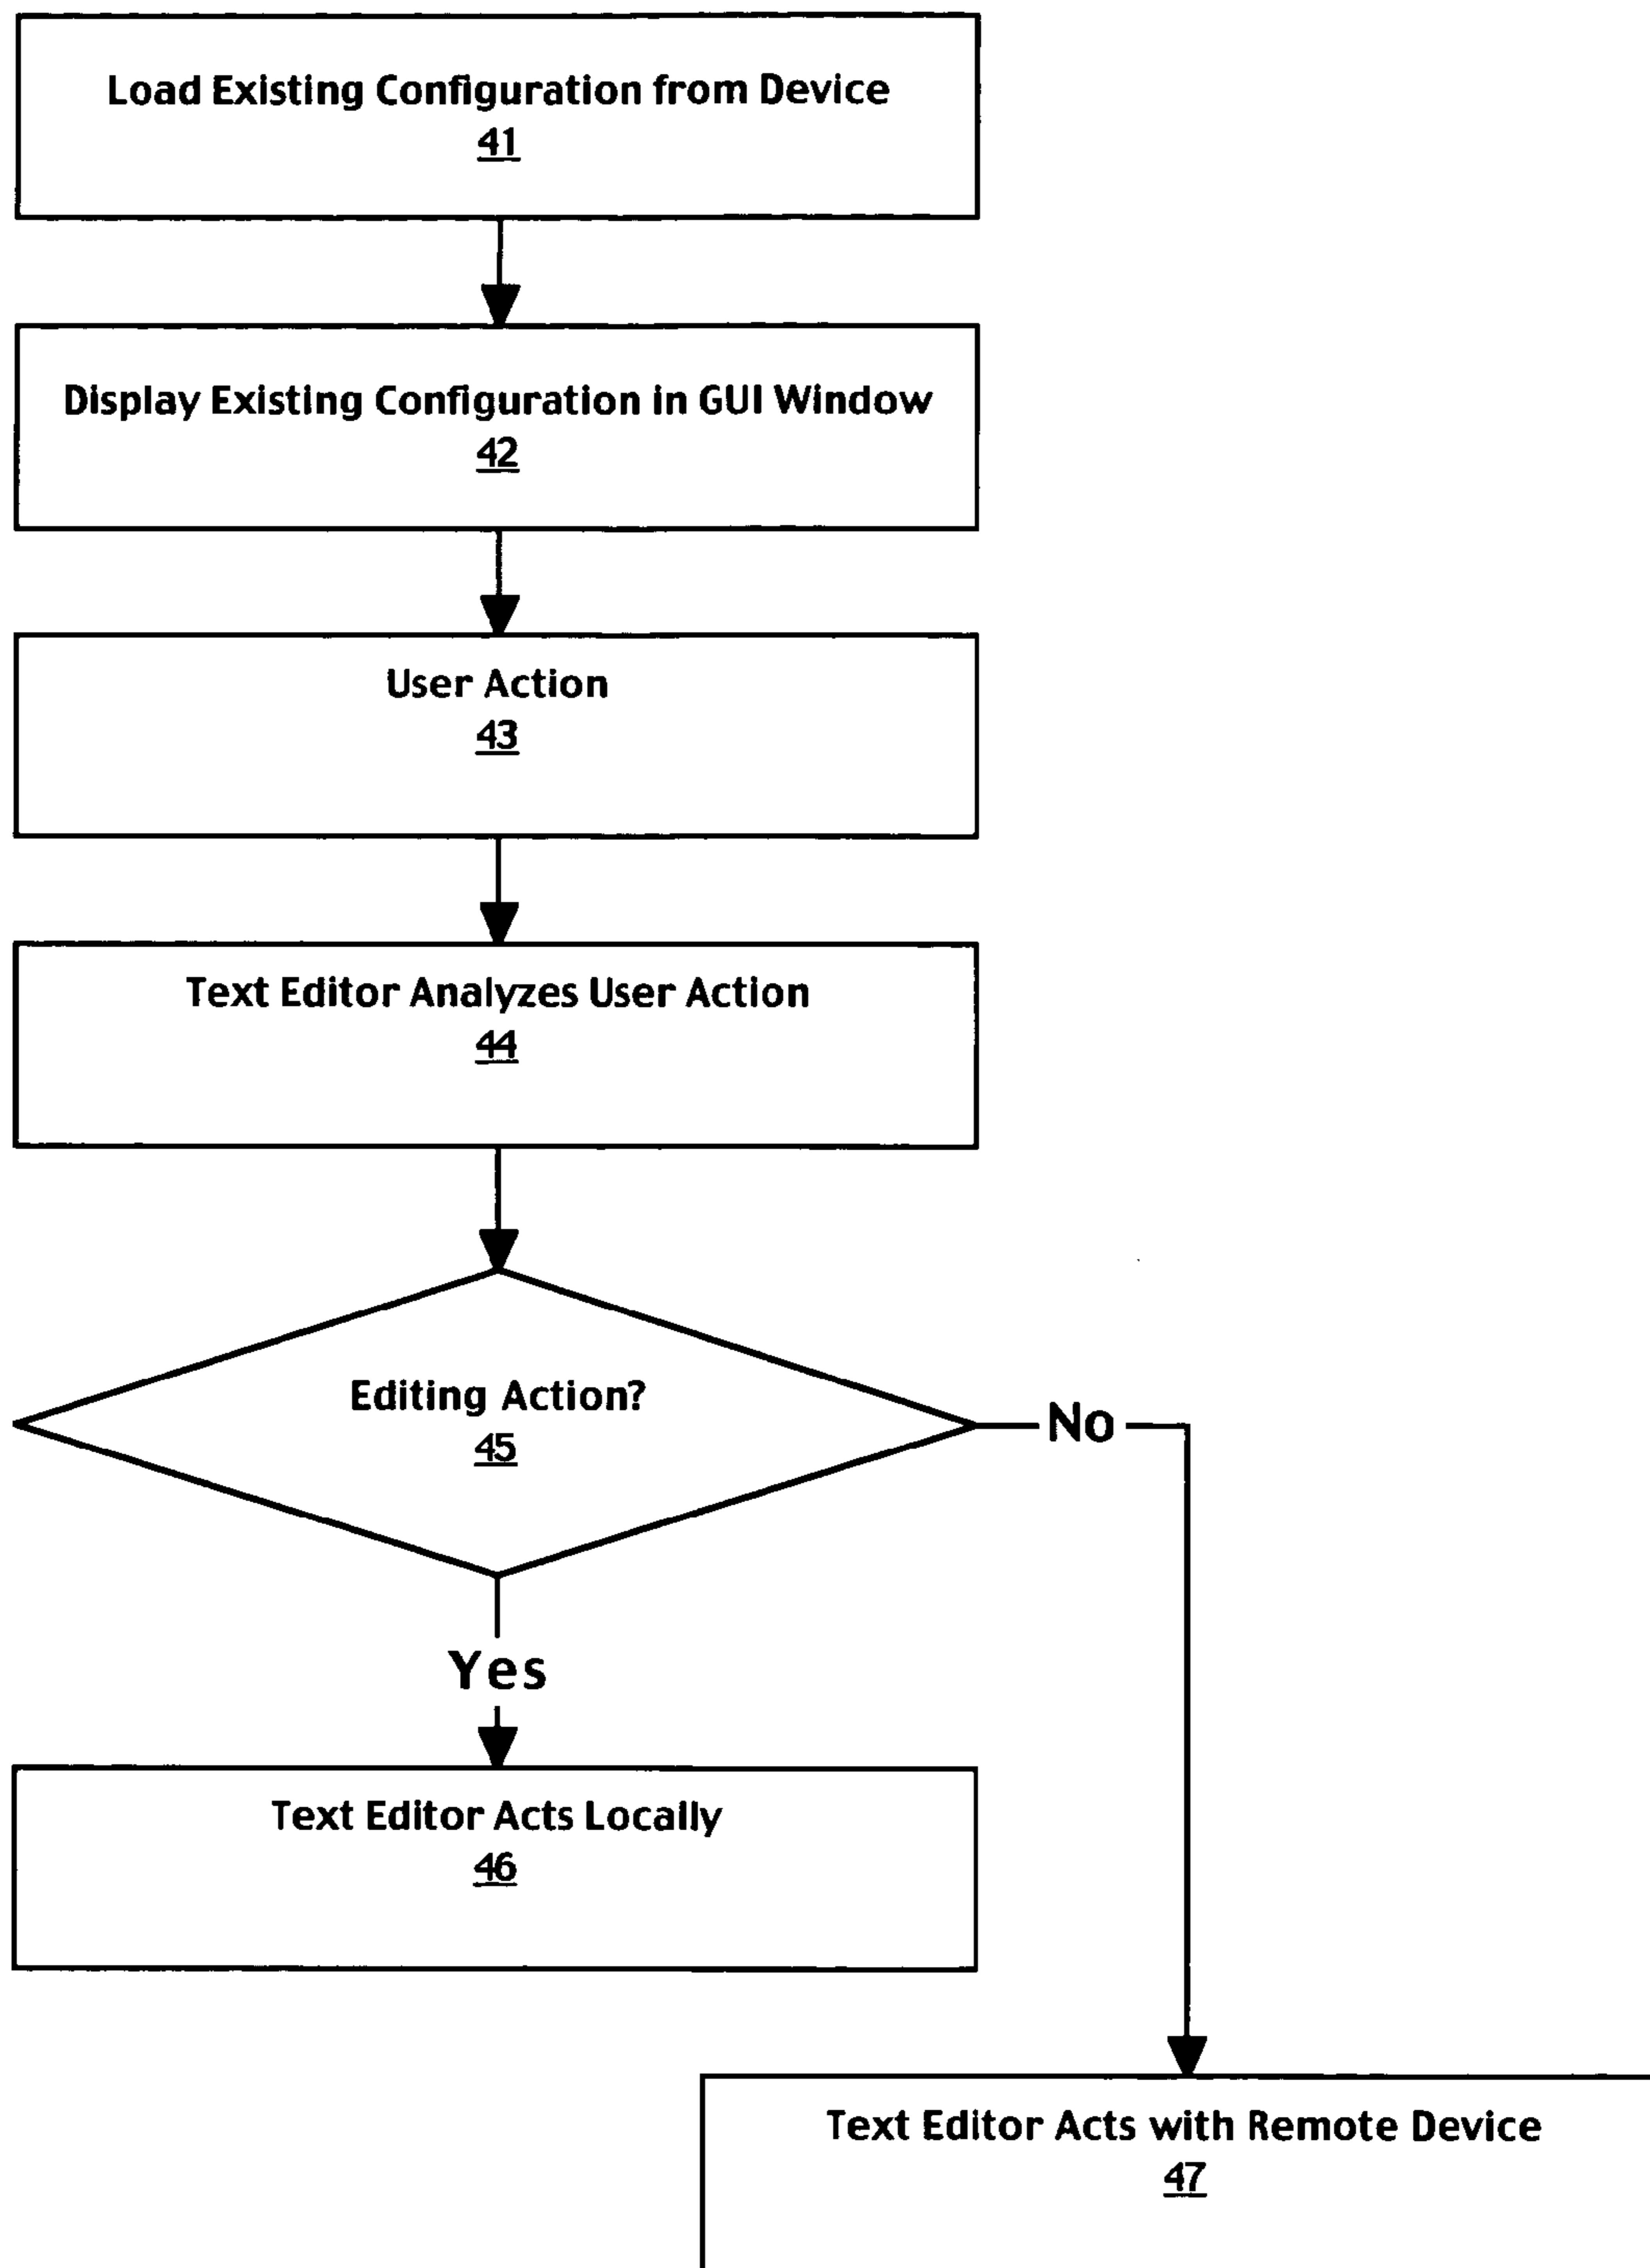 Load Existing Configuration from Device
41
Display Existing Configuration in GUI Window
42
User Action
43
Text Editor Analyzes User Action
44
Editing Action?
45
No
Yes
Text Editor Acts Locally
46
Text Editor Acts with Remote Device
47